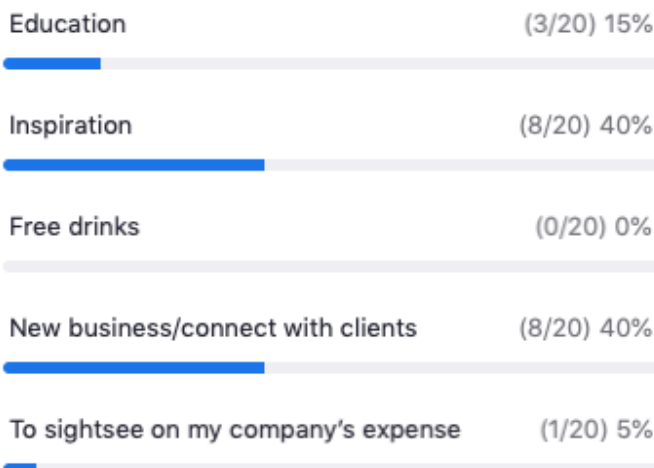 Education (3/20) 15%
Inspiration (8/20) 40%
Free drinks (0/20) 0%
New business/connect with clients (8/20) 40%
To sightsee on my company’s expense (1/20) 5%